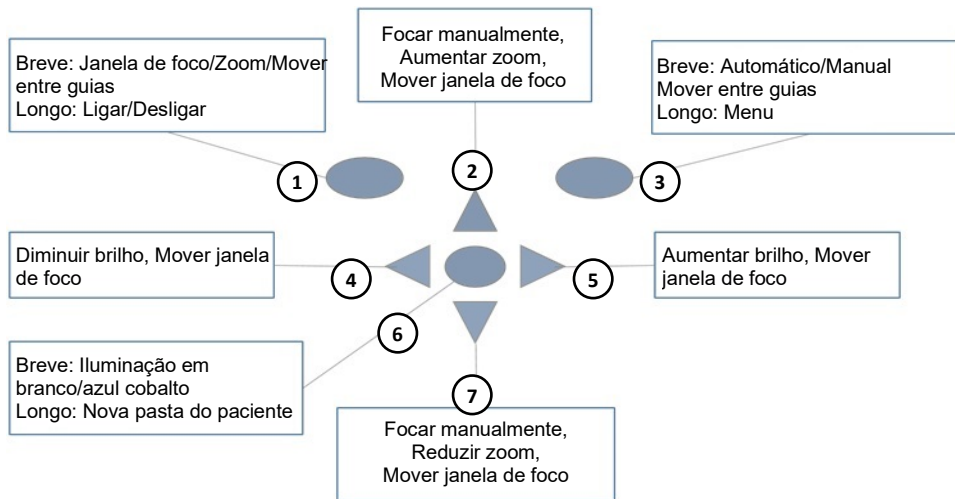 Focar manualmente,
Aumentar zoom,
Mover janela de foco
Breve: Janela de foco/Zoom/Mover
entre guias
Longo: Ligar/Desligar
Breve: Automático/Manual
Mover entre guias
Longo: Menu
1
2
3
Diminuir brilho, Mover janela
de foco
4
5
Aumentar brilho, Mover
janela de foco
6
Breve: Iluminação em
branco/azul cobalto
Longo: Nova pasta do paciente
7
Focar manualmente,
Reduzir zoom,
Mover janela de foco